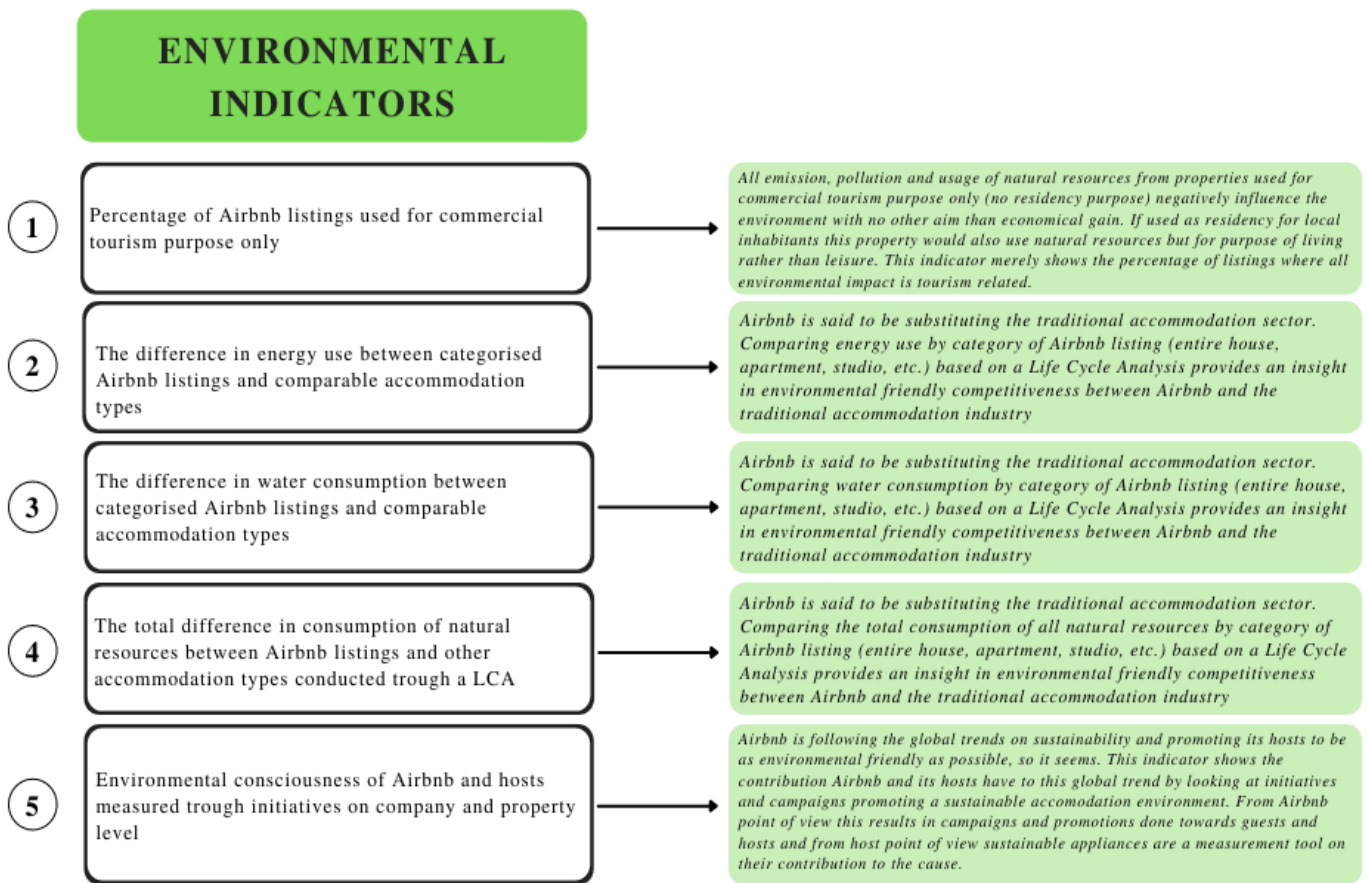 ENVIRONMENTAL
INDICATORS
1
Percentage of Airbnb listings used for commercial
tourism purpose only
All emission, pollution and usage of natural resources from properties used for
commercial tourism purpose only (no residency purpose) negatively influence the
environment with no other aim than economical gain. If used as residency for local
inhabitants this property would also use natural resources but for purpose of living
rather than leisure. This indicator merely shows the percentage of listings where all
environmental impact is tourism related.
2
The difference in energy use between categorised
Airbnb listings and comparable accommodation
types
Airbnb is said to be substituting the traditional accommodation sector.
Comparing energy use by category of Airbnb listing (entire house,
apartment, studio, etc.) based on a Life Cycle Analysis provides an insight
in environmental friendly competitiveness between Airbnb and the
traditional accommodation industry
3
The difference in water consumption between
categorised Airbnb listings and comparable
accommodation types
Airbnb is said to be substituting the traditional accommodation sector.
Comparing water consumption by category of Airbnb listing (entire house,
apartment, studio, etc.) based on a Life Cycle Analysis provides an insight
in environmental friendly competitiveness between Airbnb and the
traditional accommodation industry
4
The total difference in consumption of natural
resources between Airbnb listings and other
accommodation types conducted trough a LCA
Airbnb is said to be substituting the traditional accommodation sector.
Comparing the total consumption of all natural resources by category of
Airbnb listing (entire house, apartment, studio, etc.) based on a Life Cycle
Analysis provides an insight in environmental friendly competitiveness
between Airbnb and the traditional accommodation industry
5
Environmental consciousness of Airbnb and hosts
measured trough initiatives on company and property
level
Airbnb is following the global trends on sustainability and promoting its hosts to be
as environmental friendly as possible, so it seems. This indicator shows the
contribution Airbnb and its hosts have to this global trend by looking at initiatives
and campaigns promoting a sustainable accomodation environment. From Airbnb
point of view this results in campaigns and promotions done towards guests and
hosts and from host point of view sustainable appliances are a measurement tool on
their contribution to the cause.